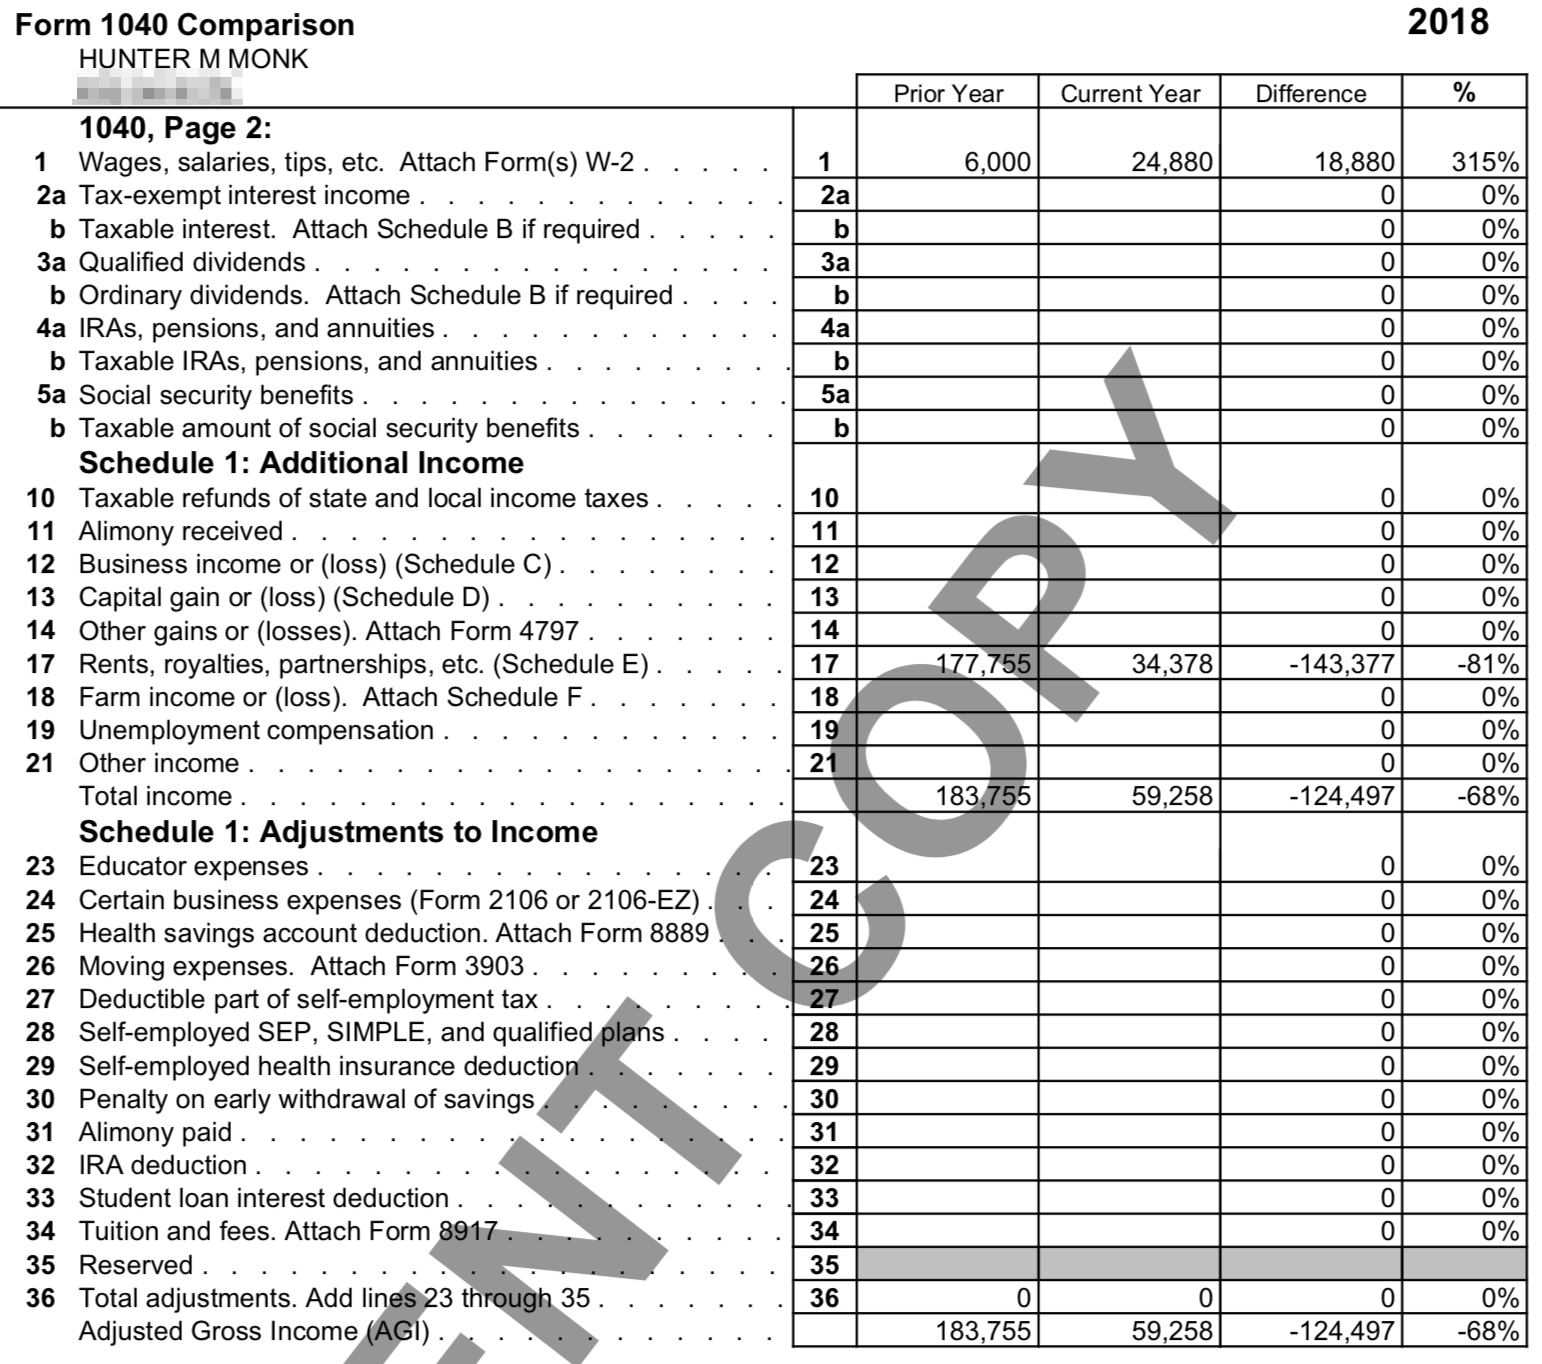 Form 1040 Comparison 2018
HUNTER M MONK
Prior Year Current Year Difference %
1040, Page 2:
1 Wages, salaries, tips, etc. Attach Form(s) W-2 . . . . . 1 6,000 24,880 18,880 315%
2a Tax-exempt interest income . . . . . . . . . . . . . 2a 0 0%
b Taxable interest. Attach Schedule B if required . . . . . b 0 0%
3a Qualified dividends . . . . . . . . . . . . . . . . 3a 0 0%
b Ordinary dividends. Attach Schedule B if required . . . . b 0 0%
4a IRAs, pensions, and annuities . . . . . . . . . . . . 4a 0 0%
b Taxable IRAs, pensions, and annuities . . . . . . . . . b 0 0%
5a Social security benefits . . . . . . . . . . . . . . . 5a 0 0%
b Taxable amount of social security benefits . . . . . . . b 0 0%
Schedule 1: Additional Income
10 Taxable refunds of state and local income taxes . . . . . 10 0 0%
11 Alimony received . . . . . . . . . . . . . . . . . 11 0 0%
12 Business income or (loss) (Schedule C) . . . . . . . . 12 0 0%
13 Capital gain or (loss) (Schedule D) . . . . . . . . . . 13 0 0%
14 Other gains or (losses). Attach Form 4797 . . . . . . . 14 0 0%
17 Rents, royalties, partnerships, etc. (Schedule E) . . . . . 17 177,755 34,378 -143,377 -81%
18 Farm income or (loss). Attach Schedule F . . . . . . . 18 0 0%
19 Unemployment compensation . . . . . . . . . . . . 19 0 0%
21 Other income . . . . . . . . . . . . . . . . . . . 21 0 0%
Total income . . . . . . . . . . . . . . . . . . . 183,755 59,258 -124,497 -68%
Schedule 1: Adjustments to Income
23 Educator expenses . . . . . . . . . . . . . . . . 23 0 0%
24 Certain business expenses (Form 2106 or 2106-EZ) . . . 24 0 0%
25 Health savings account deduction. Attach Form 8889 . . . 25 0 0%
26 Moving expenses. Attach Form 3903 . . . . . . . . . 26 0 0%
27 Deductible part of self-employment tax . . . . . . . . . 27 0 0%
28 Self-employed SEP, SIMPLE, and qualified plans . . . . 28 0 0%
29 Self-employed health insurance deduction . . . . . . . 29 0 0%
30 Penalty on early withdrawal of savings . . . . . . . . . 30 0 0%
31 Alimony paid . . . . . . . . . . . . . . . . . . . 31 0 0%
32 IRA deduction . . . . . . . . . . . . . . . . . . 32 0 0%
33 Student loan interest deduction . . . . . . . . . . . . 33 0 0%
34 Tuition and fees. Attach Form 8917 . . . . . . . . . . 34 0 0%
35 Reserved . . . . . . . . . . . . . . . . . . . . 35
36 Total adjustments. Add lines 23 through 35 . . . . . . . 36 0 0 0 0%
Adjusted Gross Income (AGI) . . . . . . . . . . . . 183,755 59,258 -124,497 -68%
ENT COPY